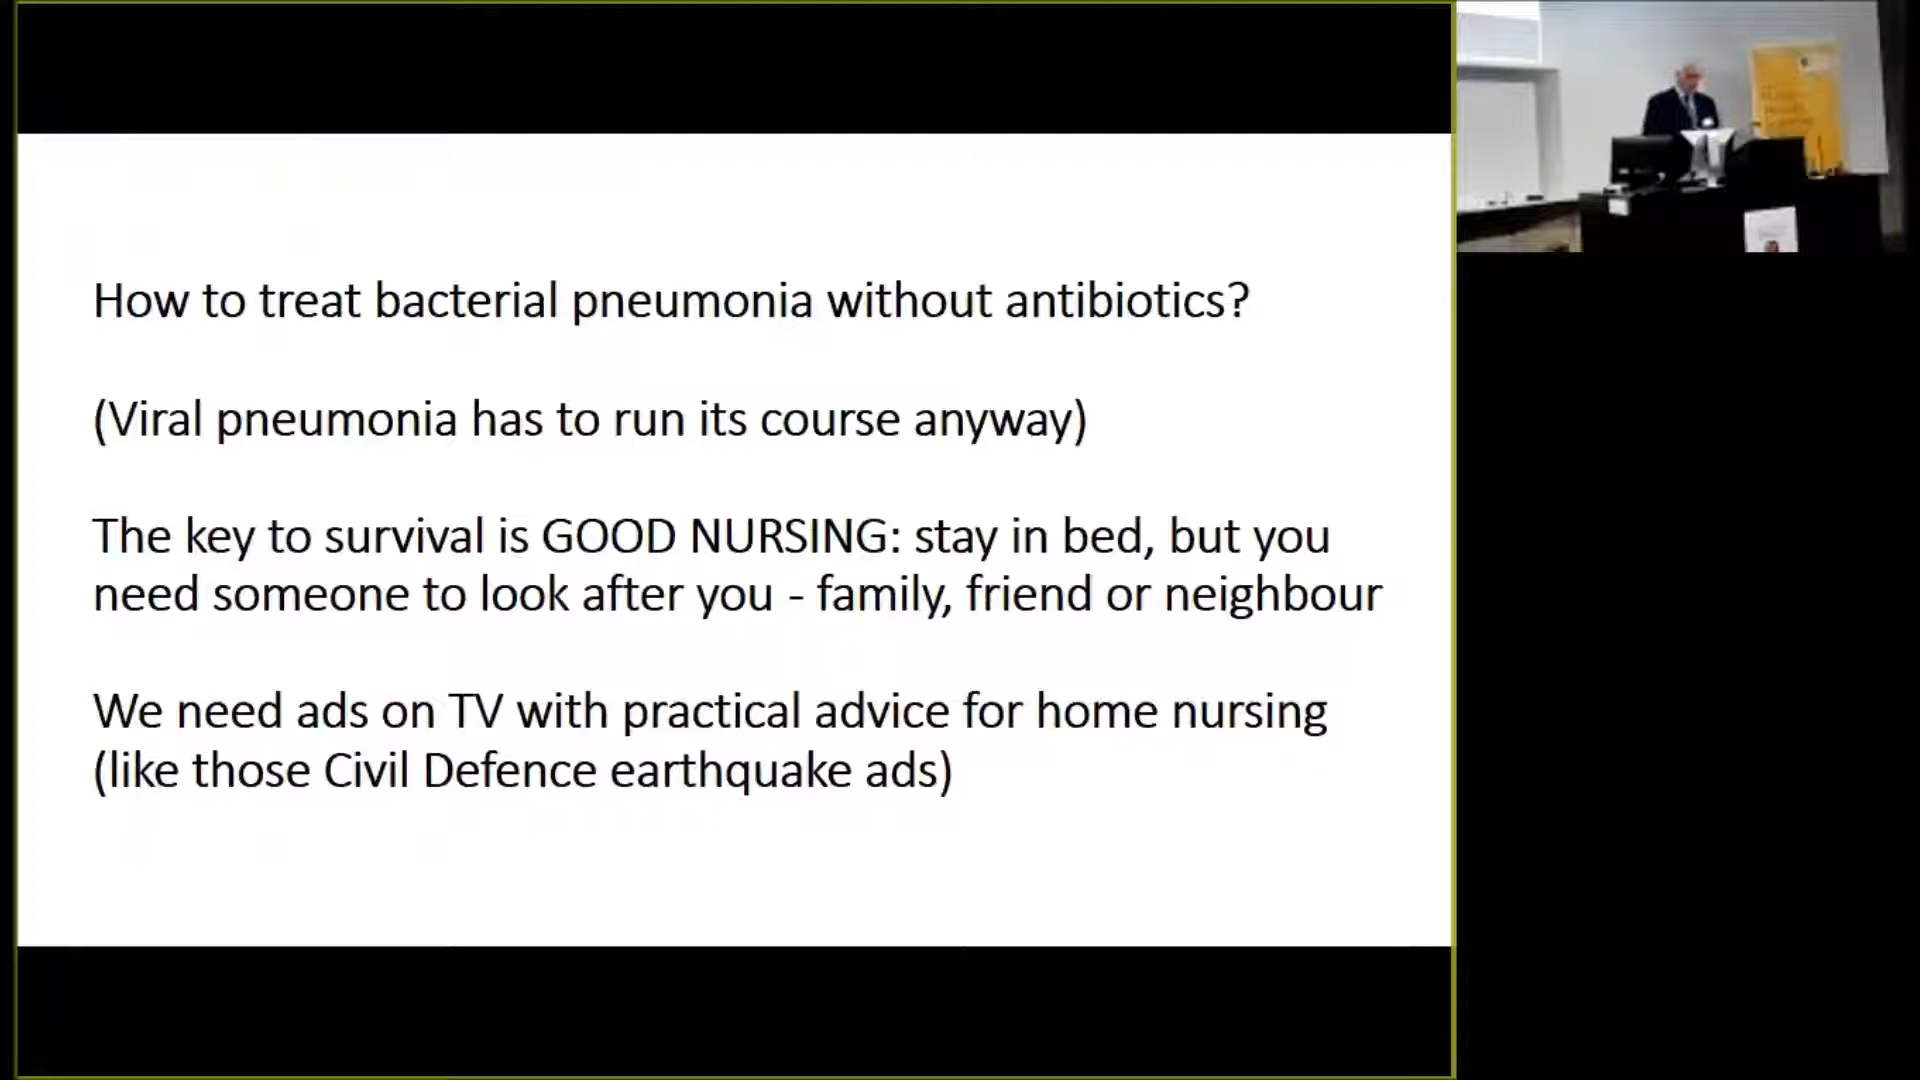 How to treat bacterial pneumonia without antibiotics?
(Viral pneumonia has to run its course anyway)
The key to survival is GOOD NURSING: stay in bed, but you
need someone to look after you - family, friend or neighbour
We need ads on TV with practical advice for home nursing
(like those Civil Defence earthquake ads)